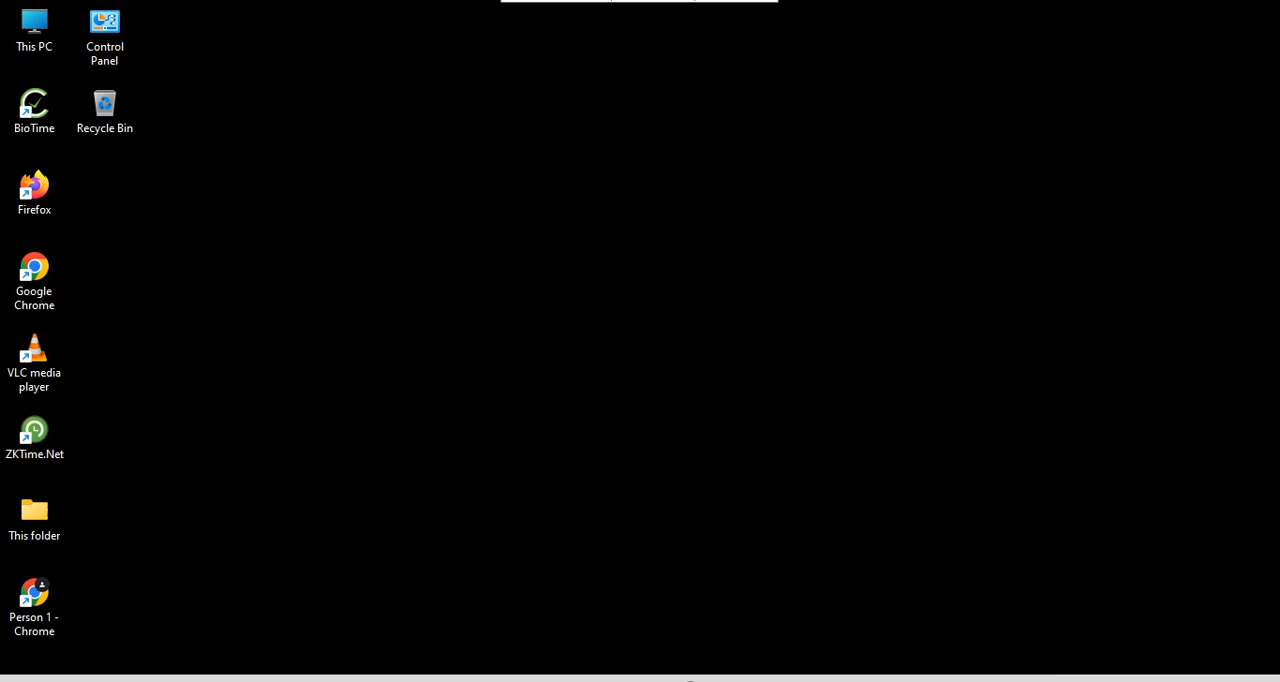 This PC
Control
Panel
BioTime
Recycle Bin
Firefox
Google
Chrome
VLC media
player
ZKTime.Net
This folder
Person 1 -
Chrome